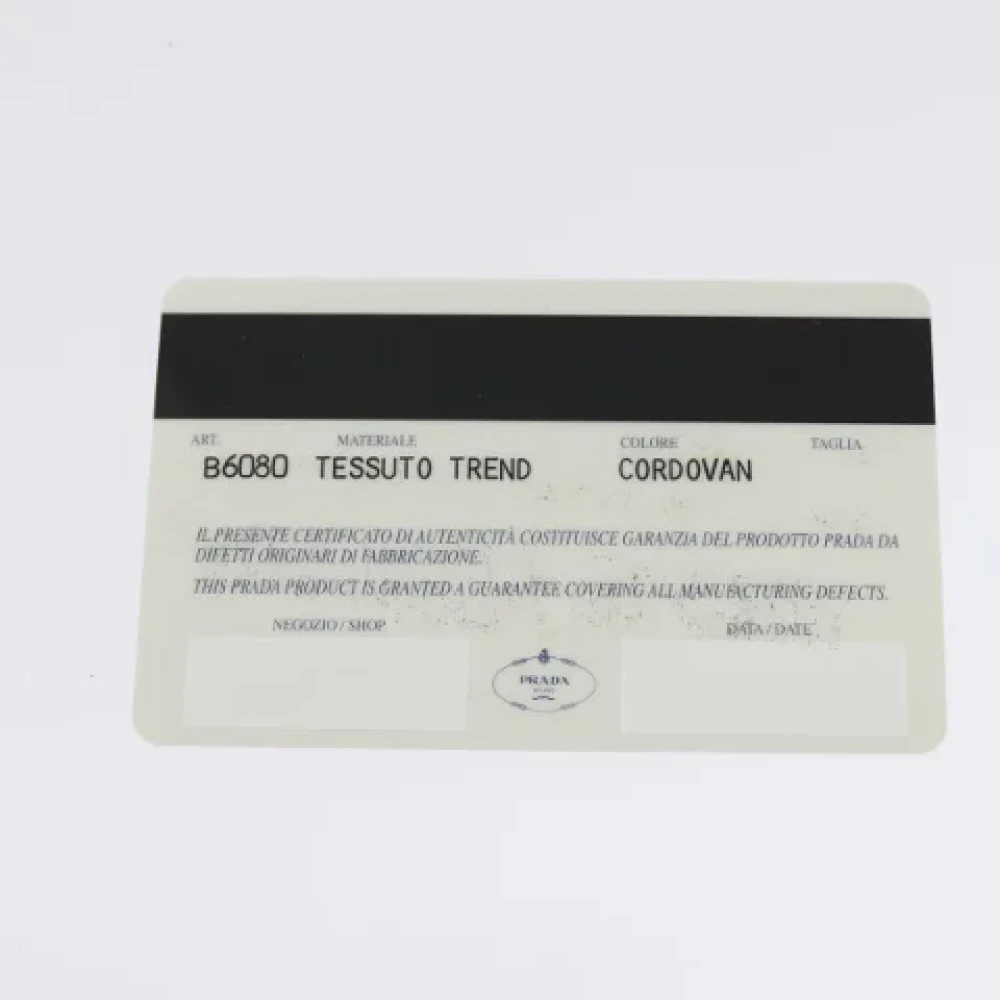 ART. MATERIALE COLORE TAGLIA
B6080 TESSUTO TREND CORDOVAN
IL PRESENTE CERTIFICATO DI AUTENTICITÀ COSTITUISCE GARANZIA DEL PRODOTTO PRADA DA
DIFETTI ORIGINARI DI FABBRICAZIONE.
THIS PRADA PRODUCT IS GRANTED A GUARANTEE COVERING ALL MANUFACTURING DEFECTS.
NEGOZIO / SHOP DATA / DATE
PRADA